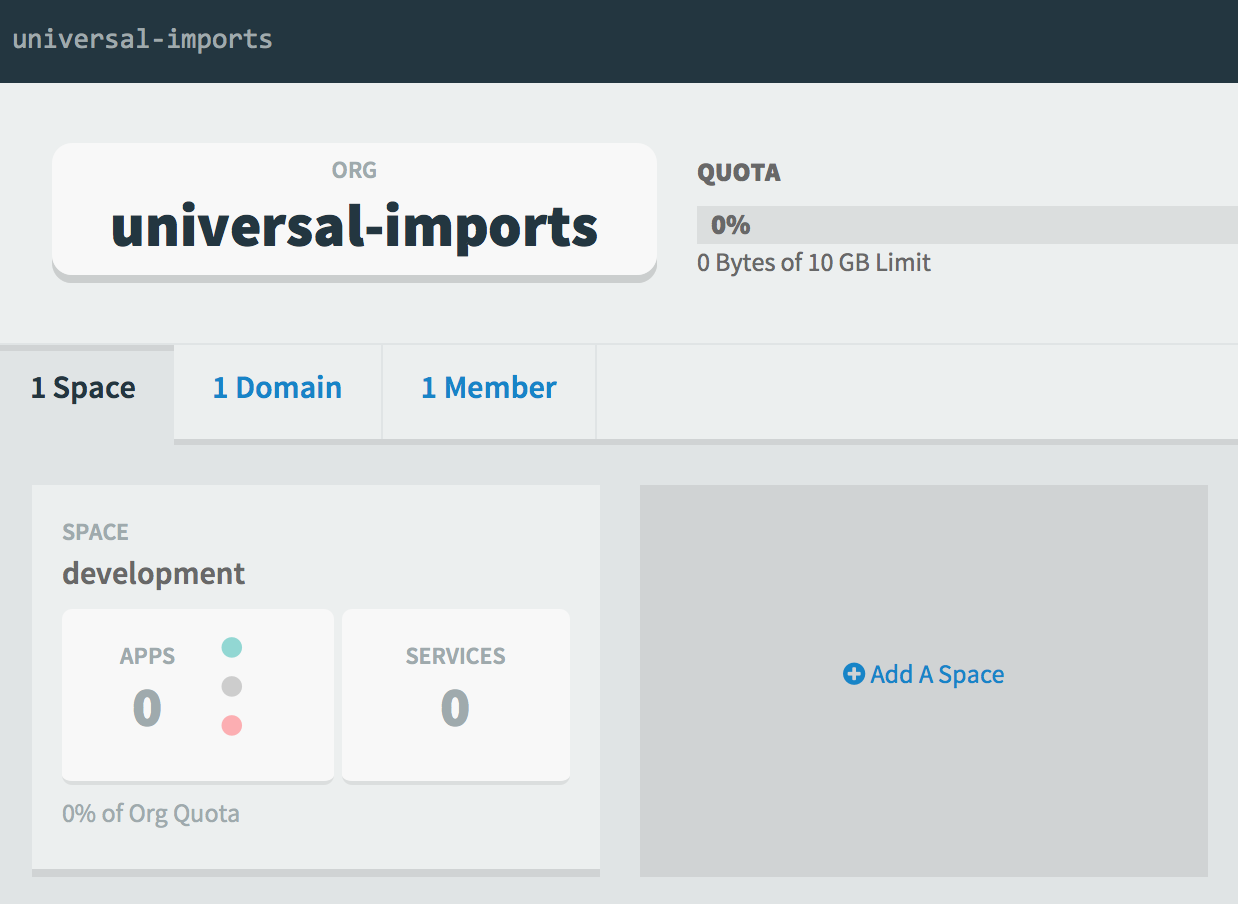 universal-imports
ORG
universal-imports
QUOTA
0%
0 Bytes of 10 GB Limit
1 Space
1 Domain
1 Member
SPACE
development
APPS
0
SERVICES
0
0% of Org Quota
Add A Space